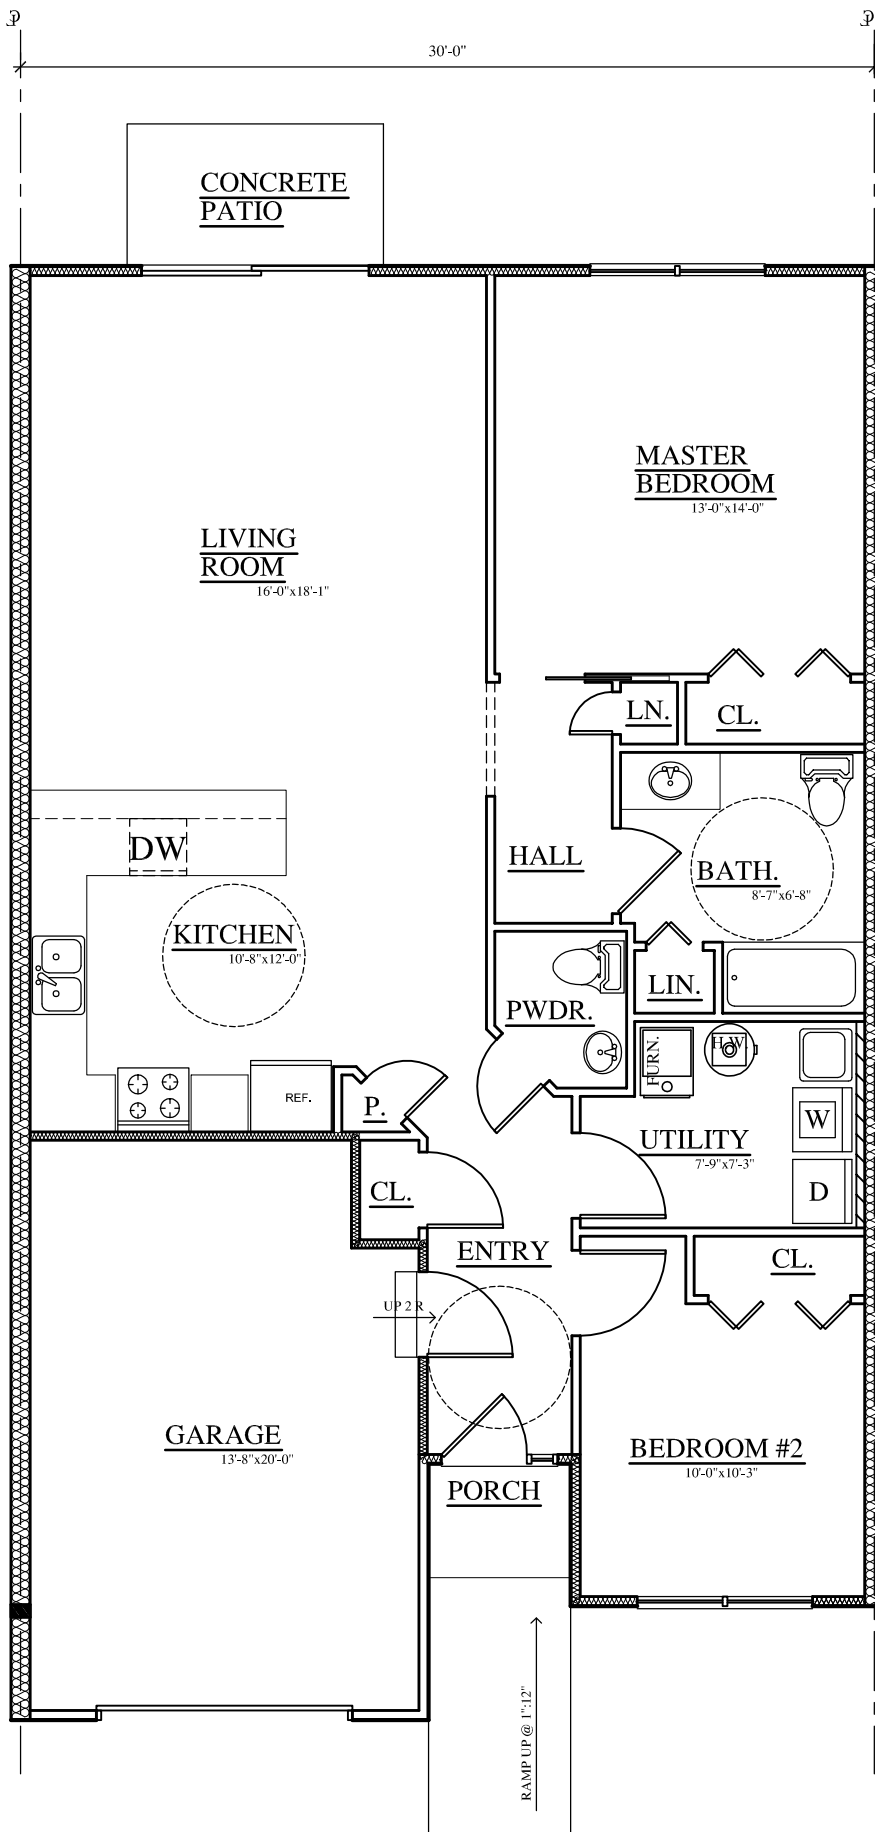 30'-0"
CONCRETE
PATIO
MASTER
BEDROOM
13'-0"x14'-0"
LIVING
ROOM
16'-0"x18'-1"
LN.
CL.
DW
HALL
BATH.
8'-7"x6'-8"
KITCHEN
10'-8"x12'-0"
LIN.
PWDR.
FURN.
H.W.
REF.
P.
W
UTILITY
7'-9"x7'-3"
CL.
D
ENTRY
CL.
UP 2 R
GARAGE
13'-8"x20'-0"
BEDROOM #2
10'-0"x10'-3"
PORCH
RAMP UP @ 1":12"